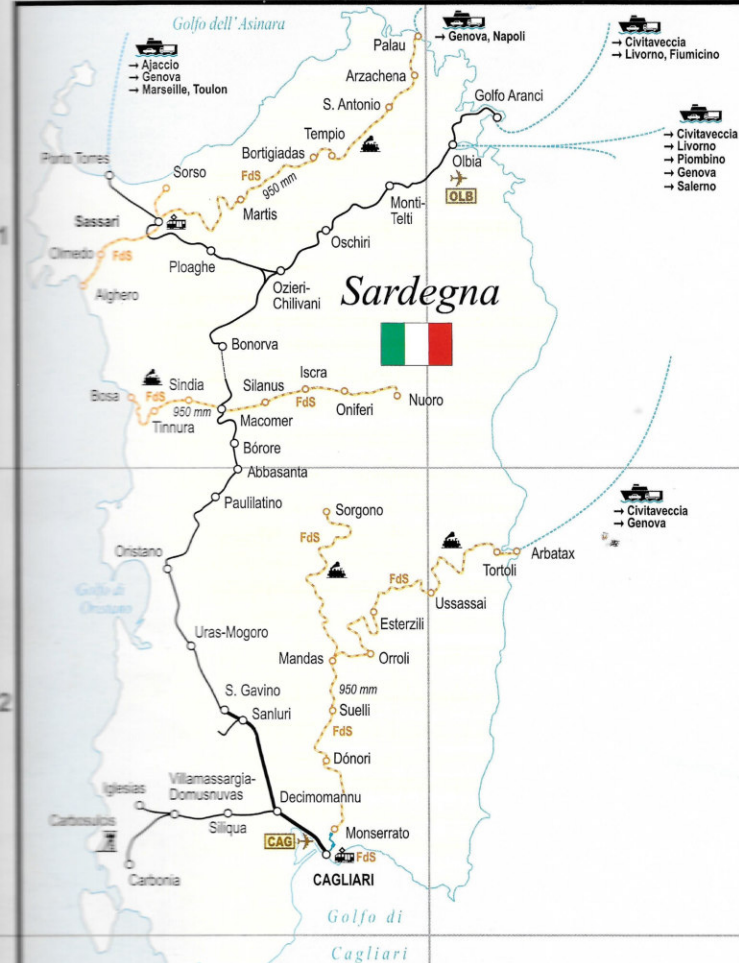 Golfo dell'Asinara
→ Ajaccio
→ Genova
→ Marseille, Toulon
Palau
→ Genova, Napoli
→ Civitaveccia
→ Livorno, Fiumicino
Arzachena
S. Antonio
Golfo Aranci
Tempio
Bortigiadas
→ Civitaveccia
→ Livorno
→ Piombino
→ Genova
→ Salerno
Porto Torres
Sorso
FdS
950 mm
Olbia
OLB
Martis
Monti-
Telti
1
Sassari
Oschiri
Olmedo
FdS
Ploaghe
Ozieri-
Chilivani
Alghero
Sardegna
Bonorva
Iscra
Sindia
Silanus
Bosa
FdS
FdS
Nuoro
950 mm
Oniferi
Tinnura
Macomer
Bórore
Abbasanta
Paulilatino
Sorgono
→ Civitaveccia
→ Genova
FdS
Oristano
Arbatax
Tortoli
FdS
Golfo di
Oristano
Ussassai
Esterzili
Uras-Mogoro
Mandas
Orroli
950 mm
2
S. Gavino
Sanluri
Suelli
FdS
Dónori
Iglesias
Villamassargia-
Domusnuvas
Decimomannu
Carbosulcis
Siliqua
Monserrato
CAG
FdS
Carbonia
CAGLIARI
Golfo di
Cagliari